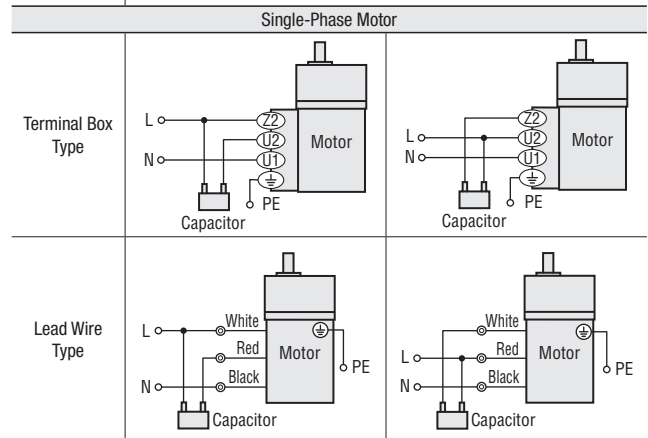 Single-Phase Motor
Terminal Box
Type
L
N
Z2
U2
U1
Motor
PE
Capacitor
L
N
Z2
U2
U1
Motor
PE
Capacitor
Lead Wire
Type
L
N
White
Red
Black
Motor
PE
Capacitor
L
N
White
Red
Black
Motor
PE
Capacitor